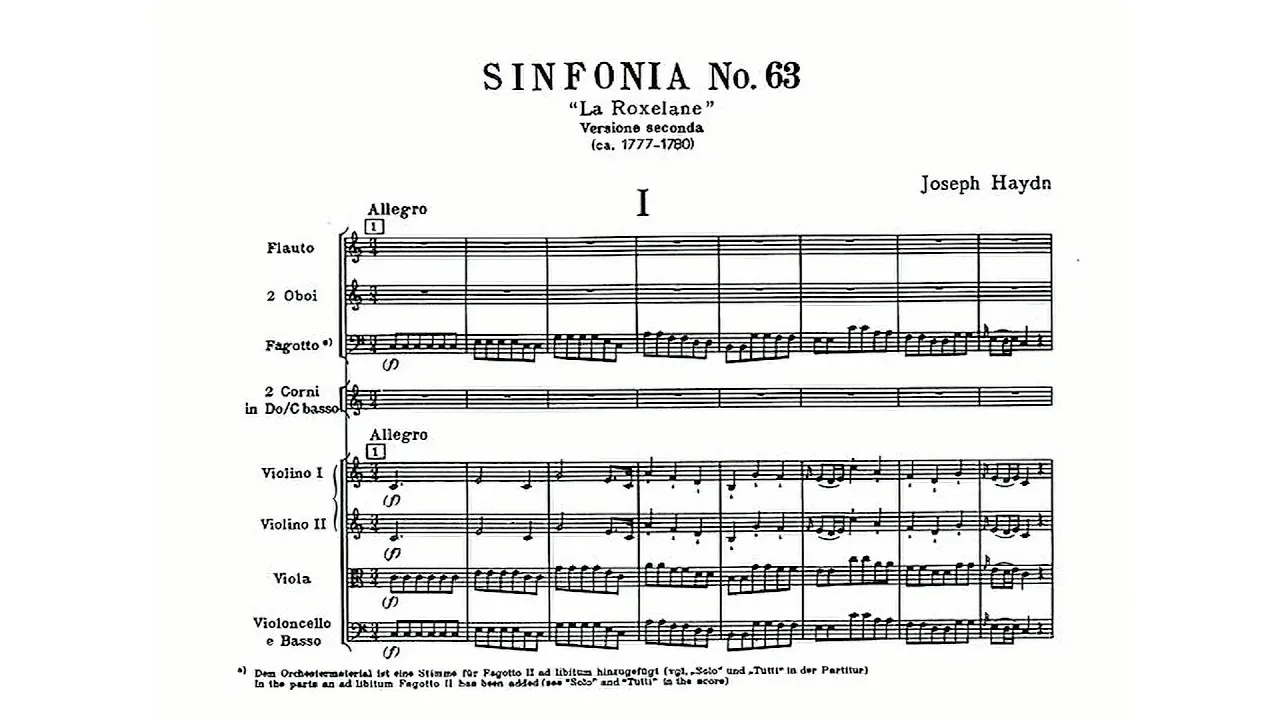 SINFONIA No. 63
“La Roxelane”
Versione seconda
(ca. 1777-1780)
Joseph Haydn
I
Allegro
1
Flauto
2 Oboi
Fagotto *)
(f)
2 Corni
in Do/C basso
Allegro
1
Violino I
(f)
Violino II
(f)
Viola
(f)
Violoncello
e Basso
(f)
*) Dem Orchestermaterial ist eine Stimme für Fagotto II ad libitum hinzugefügt (vgl. „Solo“ und „Tutti“ in der Partitur)
In the parts an ad libitum Fagotto II has been added (see “Solo” and “Tutti” in the score)